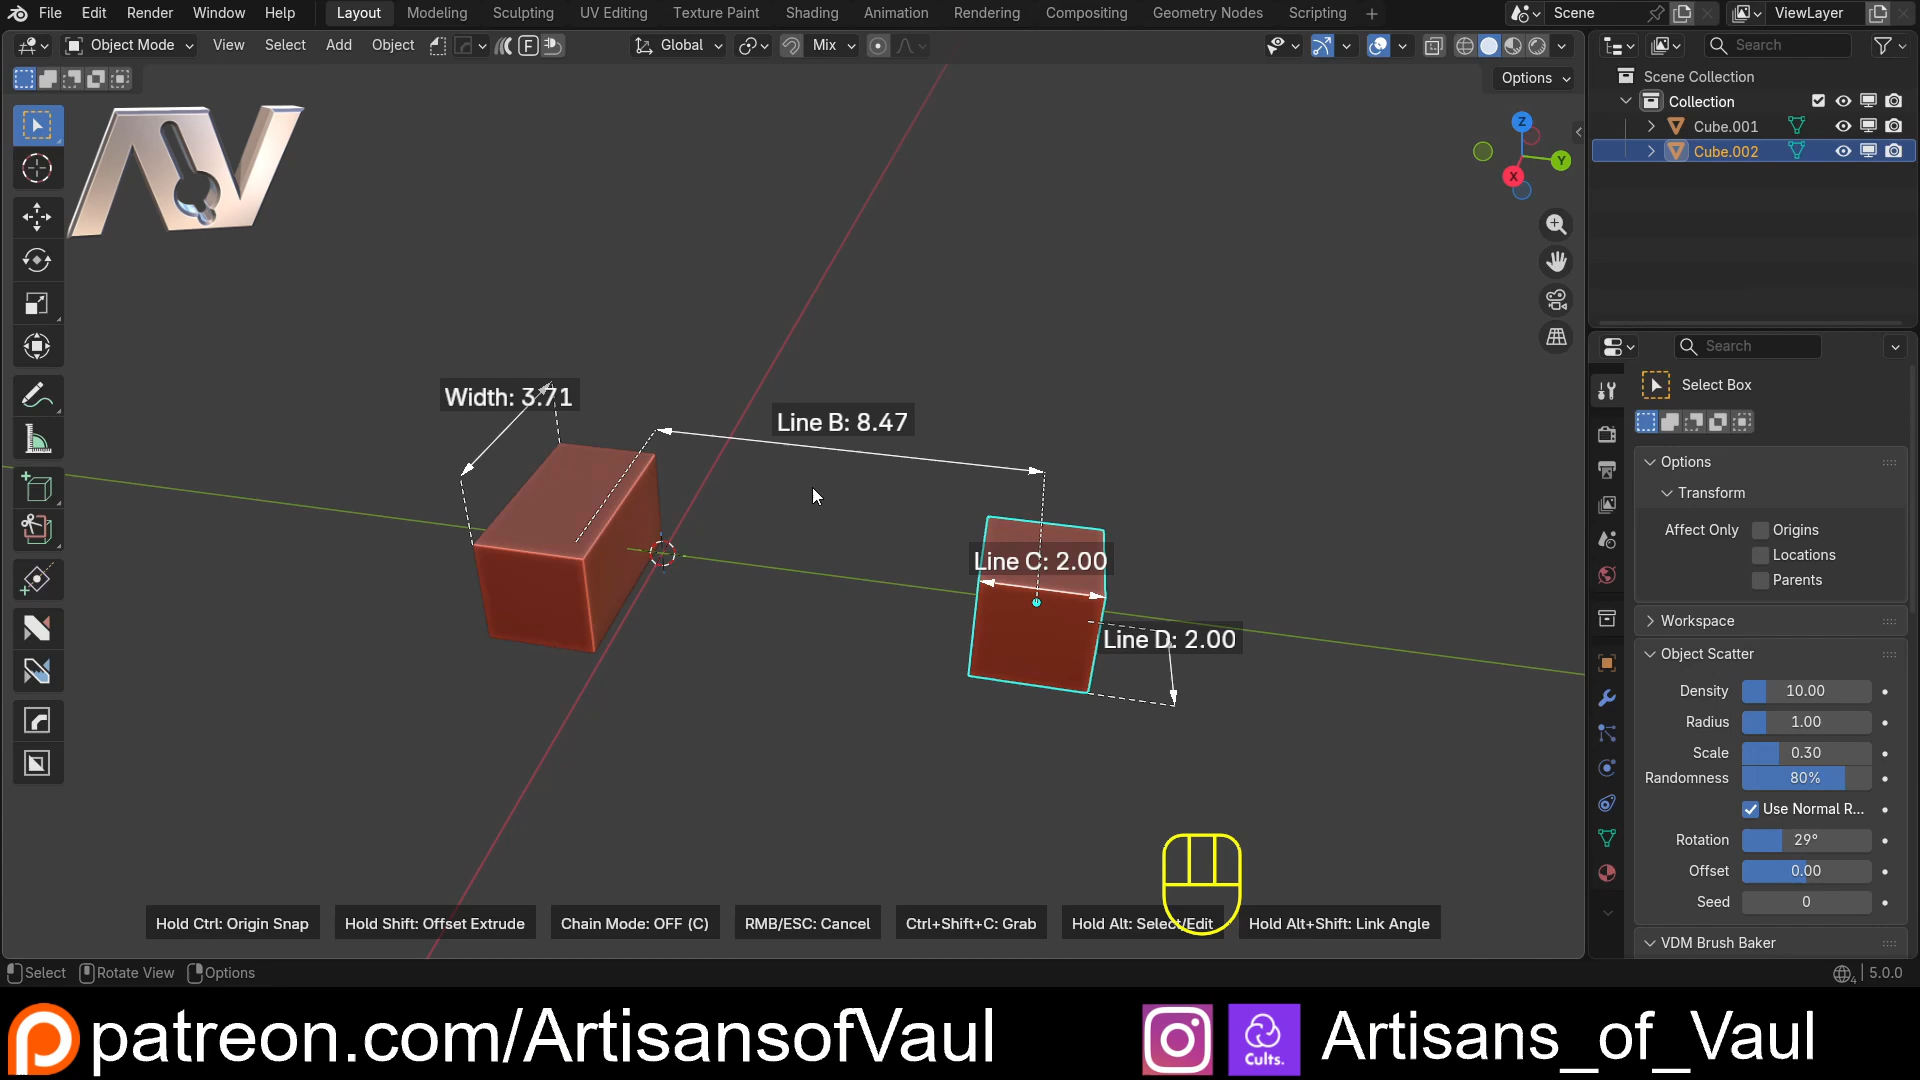 File Edit Render Window Help Layout Modeling Sculpting UV Editing Texture Paint Shading Animation Rendering Compositing Geometry Nodes Scripting + Scene ViewLayer
Object Mode View Select Add Object F Global Mix Search
Options
Scene Collection
Collection
Cube.001
Cube.002
Z
Y
X
AV
Width: 3.71
Line B: 8.47
Line C: 2.00
Line D: 2.00
Search
Select Box
Options
Transform
Affect Only Origins
Locations
Parents
Workspace
Object Scatter
Density 10.00
Radius 1.00
Scale 0.30
Randomness 80%
Use Normal R...
Rotation 29°
Offset 0.00
Seed 0
VDM Brush Baker
Hold Ctrl: Origin Snap Hold Shift: Offset Extrude Chain Mode: OFF (C) RMB/ESC: Cancel Ctrl+Shift+C: Grab Hold Alt: Select/Edit Hold Alt+Shift: Link Angle
Select Rotate View Options 4 5.0.0
patreon.com/ArtisansofVaul Cults. Artisans_of_Vaul